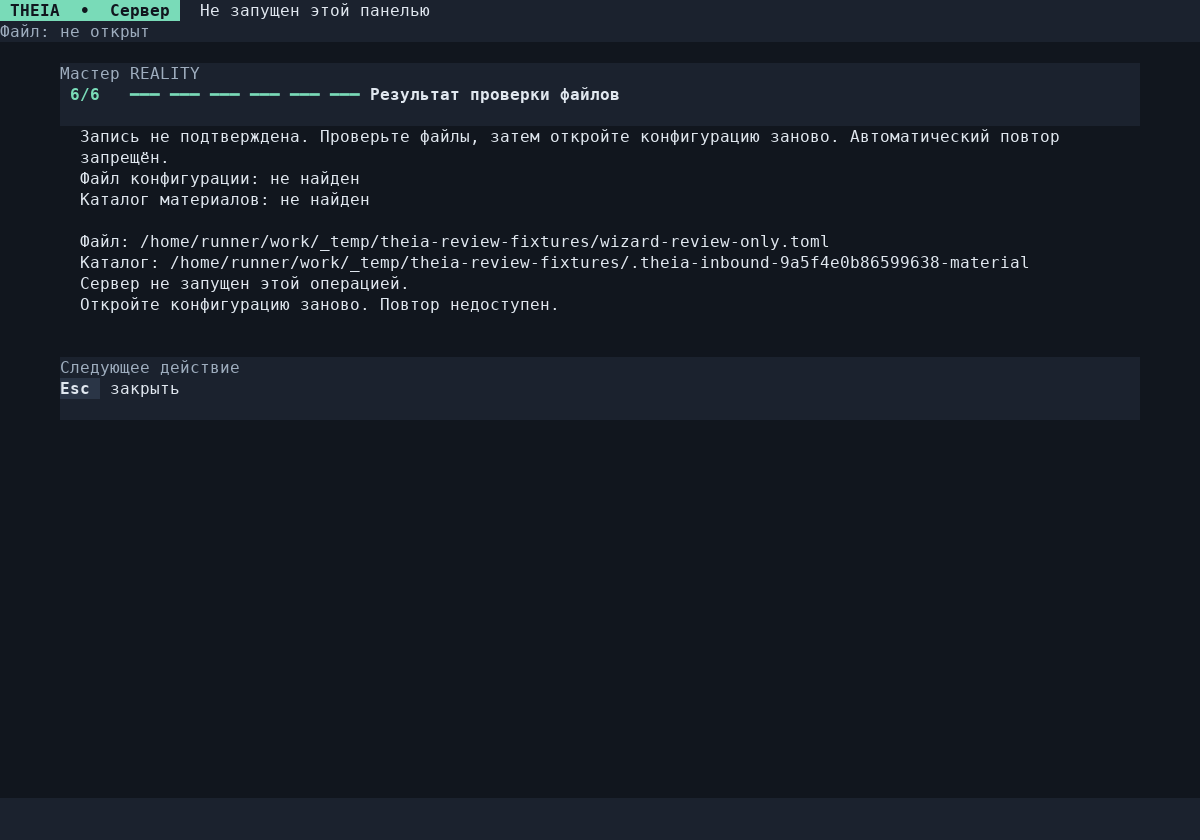 THEIA • Сервер Не запущен этой панелью
Файл: не открыт
Мастер REALITY
6/6 ━━━ ━━━ ━━━ ━━━ ━━━ ━━━ Результат проверки файлов
Запись не подтверждена. Проверьте файлы, затем откройте конфигурацию заново. Автоматический повтор
запрещён.
Файл конфигурации: не найден
Каталог материалов: не найден
Файл: /home/runner/work/_temp/theia-review-fixtures/wizard-review-only.toml
Каталог: /home/runner/work/_temp/theia-review-fixtures/.theia-inbound-9a5f4e0b86599638-material
Сервер не запущен этой операцией.
Откройте конфигурацию заново. Повтор недоступен.
Следующее действие
Esc закрыть